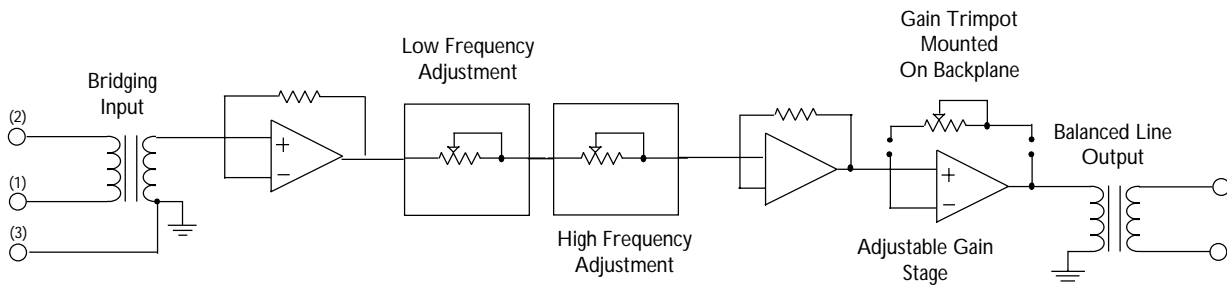 Gain Trimpot
Mounted
On Backplane
Low Frequency
Adjustment
Bridging
Input
(2)
(1)
(3)
+
−
High Frequency
Adjustment
+
−
Adjustable Gain
Stage
Balanced Line
Output